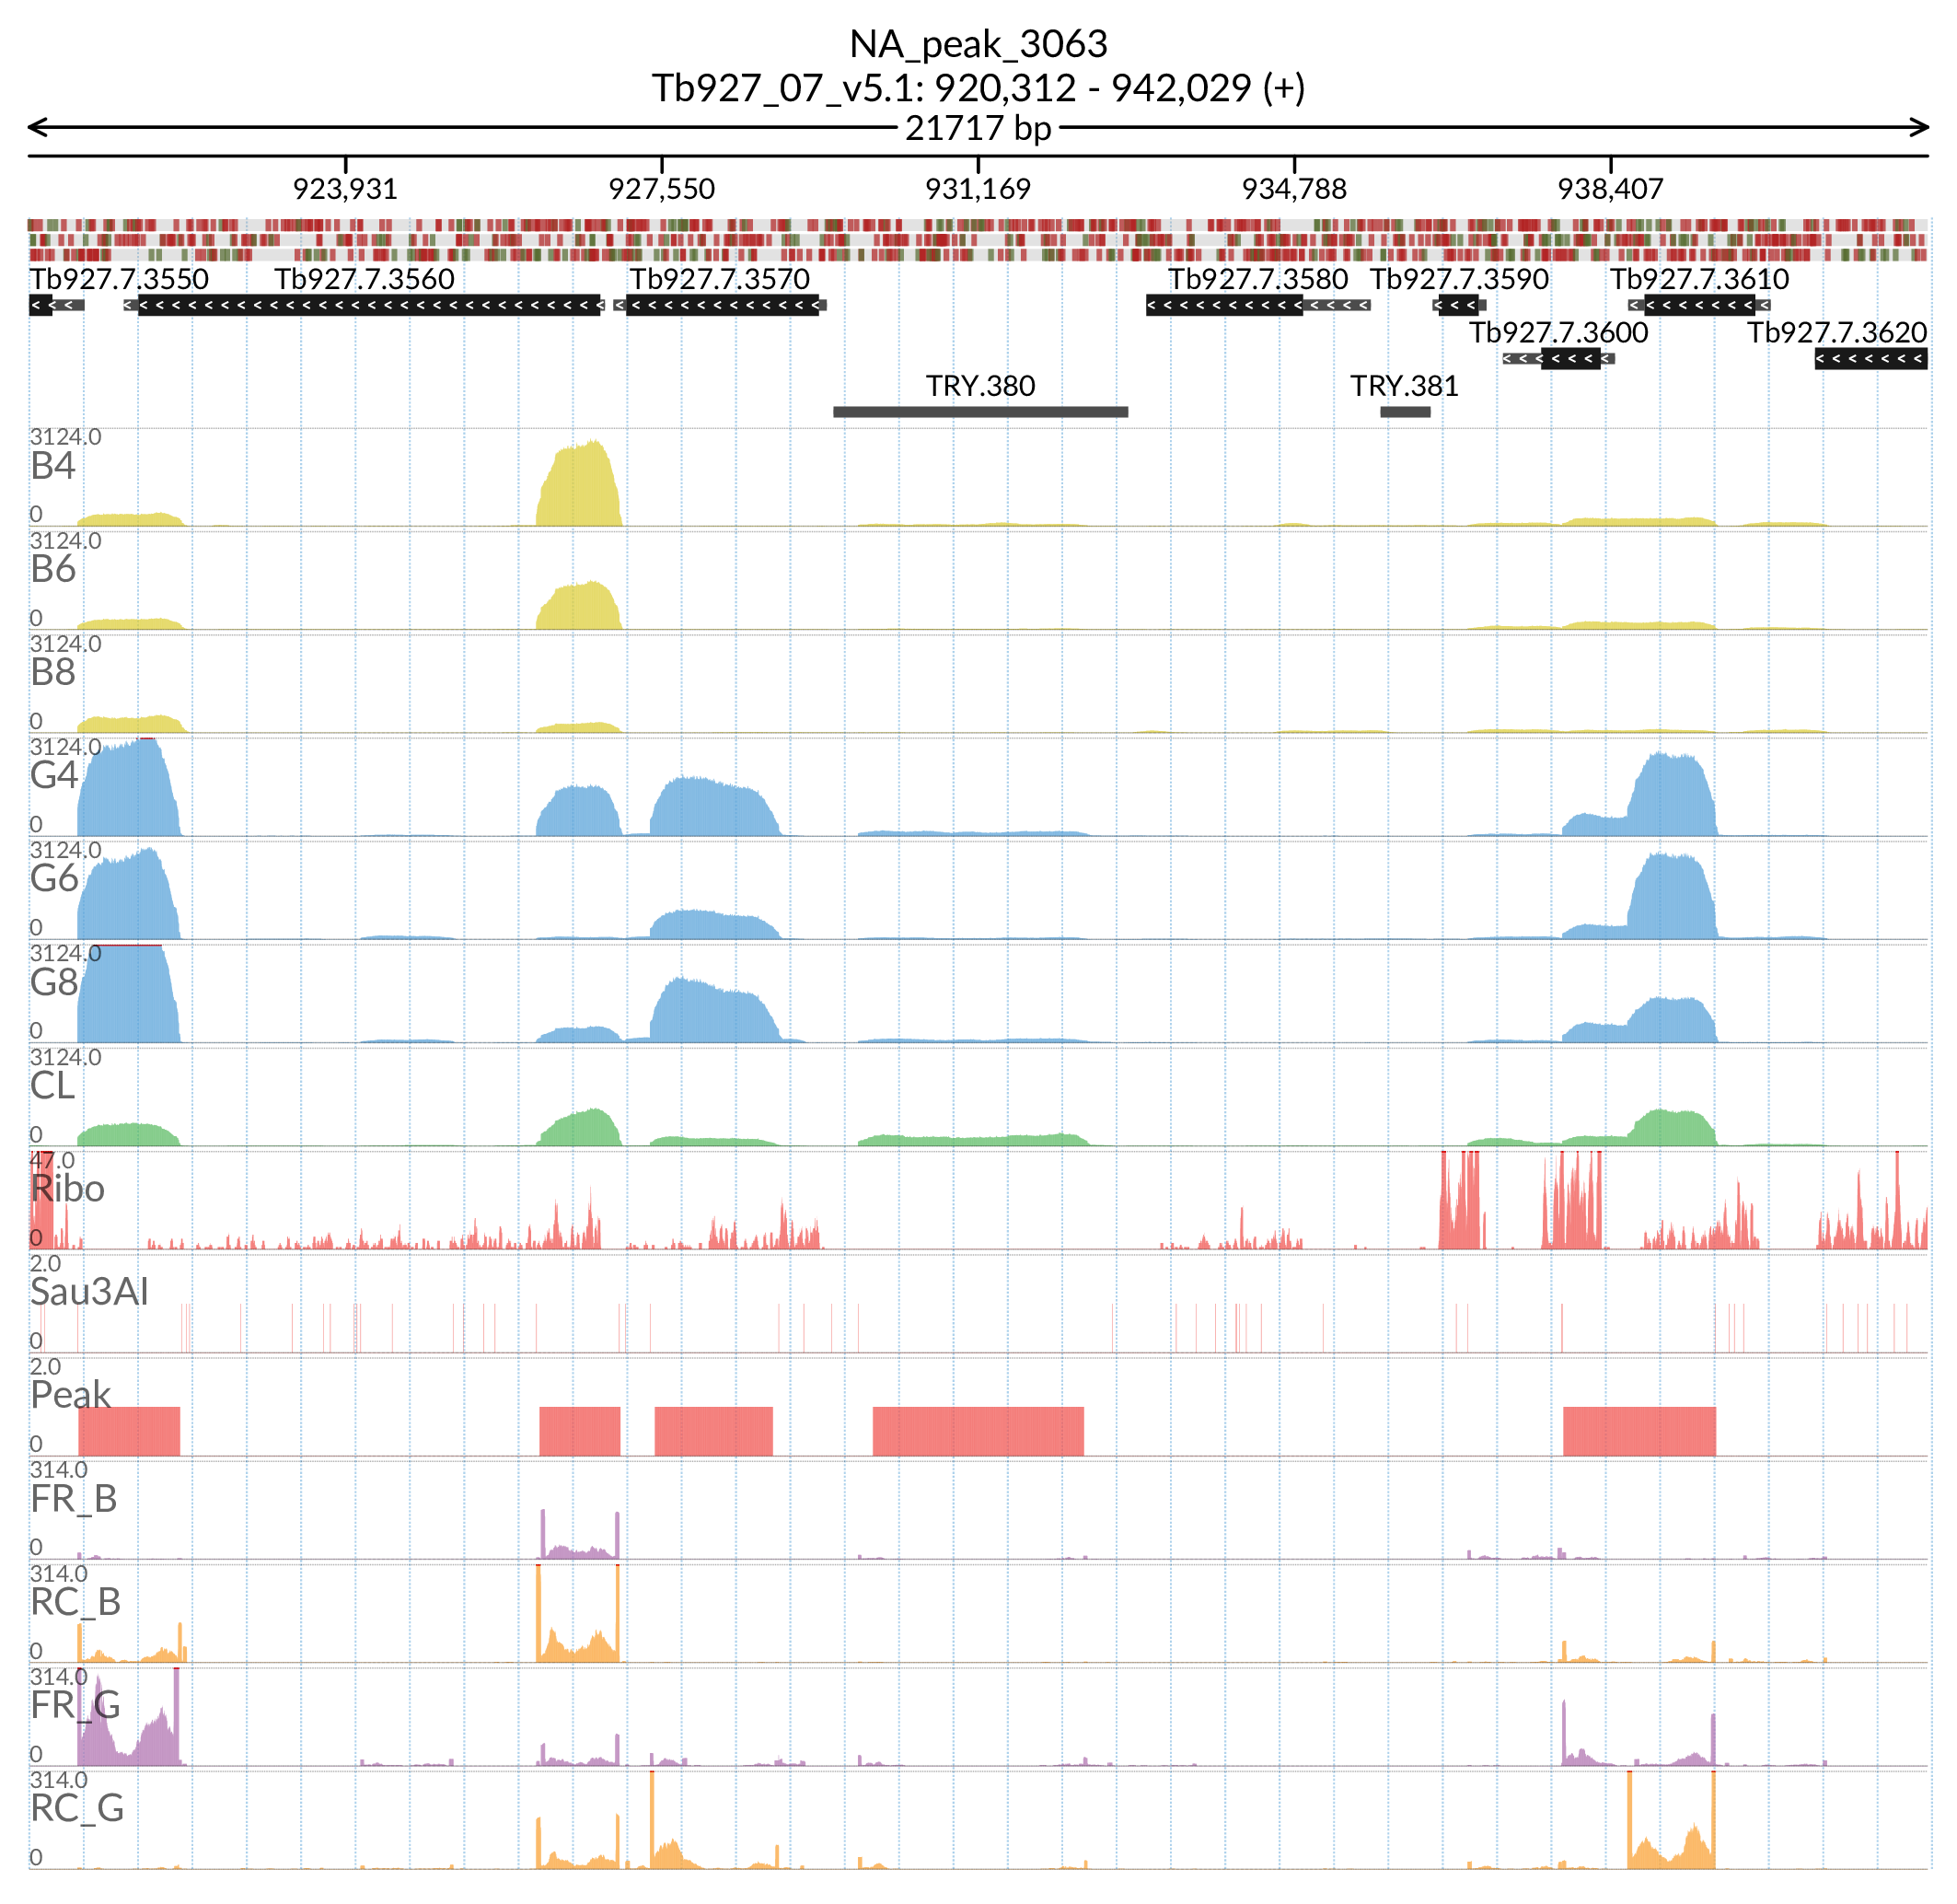 NA_peak_3063
Tb927_07_v5.1: 920,312 - 942,029 (+)
21717 bp
923,931 927,550 931,169 934,788 938,407
Tb927.7.3550 Tb927.7.3560 Tb927.7.3570 Tb927.7.3580 Tb927.7.3590 Tb927.7.3610
Tb927.7.3600 Tb927.7.3620
TRY.380 TRY.381
3124.0
B4
0
3124.0
B6
0
3124.0
B8
0
3124.0
G4
0
3124.0
G6
0
3124.0
G8
0
3124.0
CL
0
47.0
Ribo
0
2.0
Sau3AI
0
2.0
Peak
0
314.0
FR_B
0
314.0
RC_B
0
314.0
FR_G
0
314.0
RC_G
0